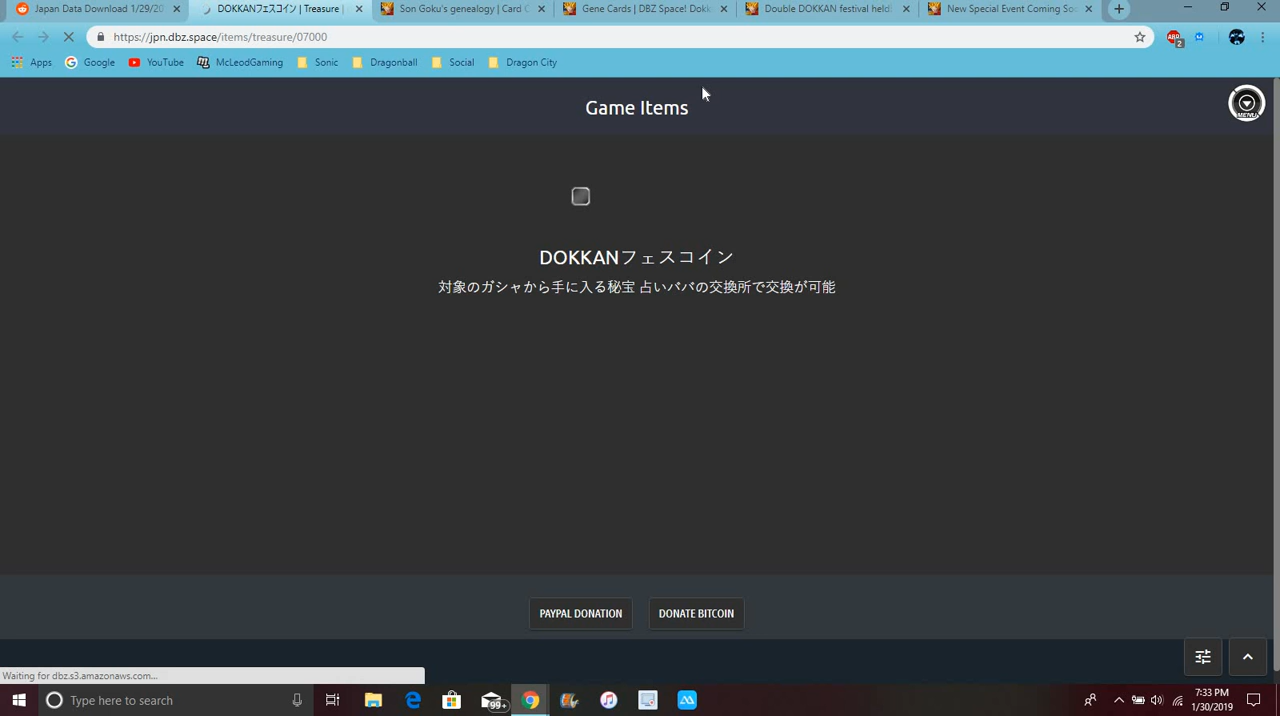 Japan Data Download 1/29/20
DOKKANフェスコイン | Treasure |
Son Goku's genealogy | Card G
Gene Cards | DBZ Space! Dokk
Double DOKKAN festival held!
New Special Event Coming Soo
https://jpn.dbz.space/items/treasure/07000
ABP
2
Apps
Google
YouTube
McLeodGaming
Sonic
Dragonball
Social
Dragon City
Game Items
MENU
DOKKANフェスコイン
対象のガシャから手に入る秘宝 占いババの交換所で交換が可能
PAYPAL DONATION
DONATE BITCOIN
Waiting for dbz.s3.amazonaws.com...
Type here to search
99+
7:33 PM
1/30/2019